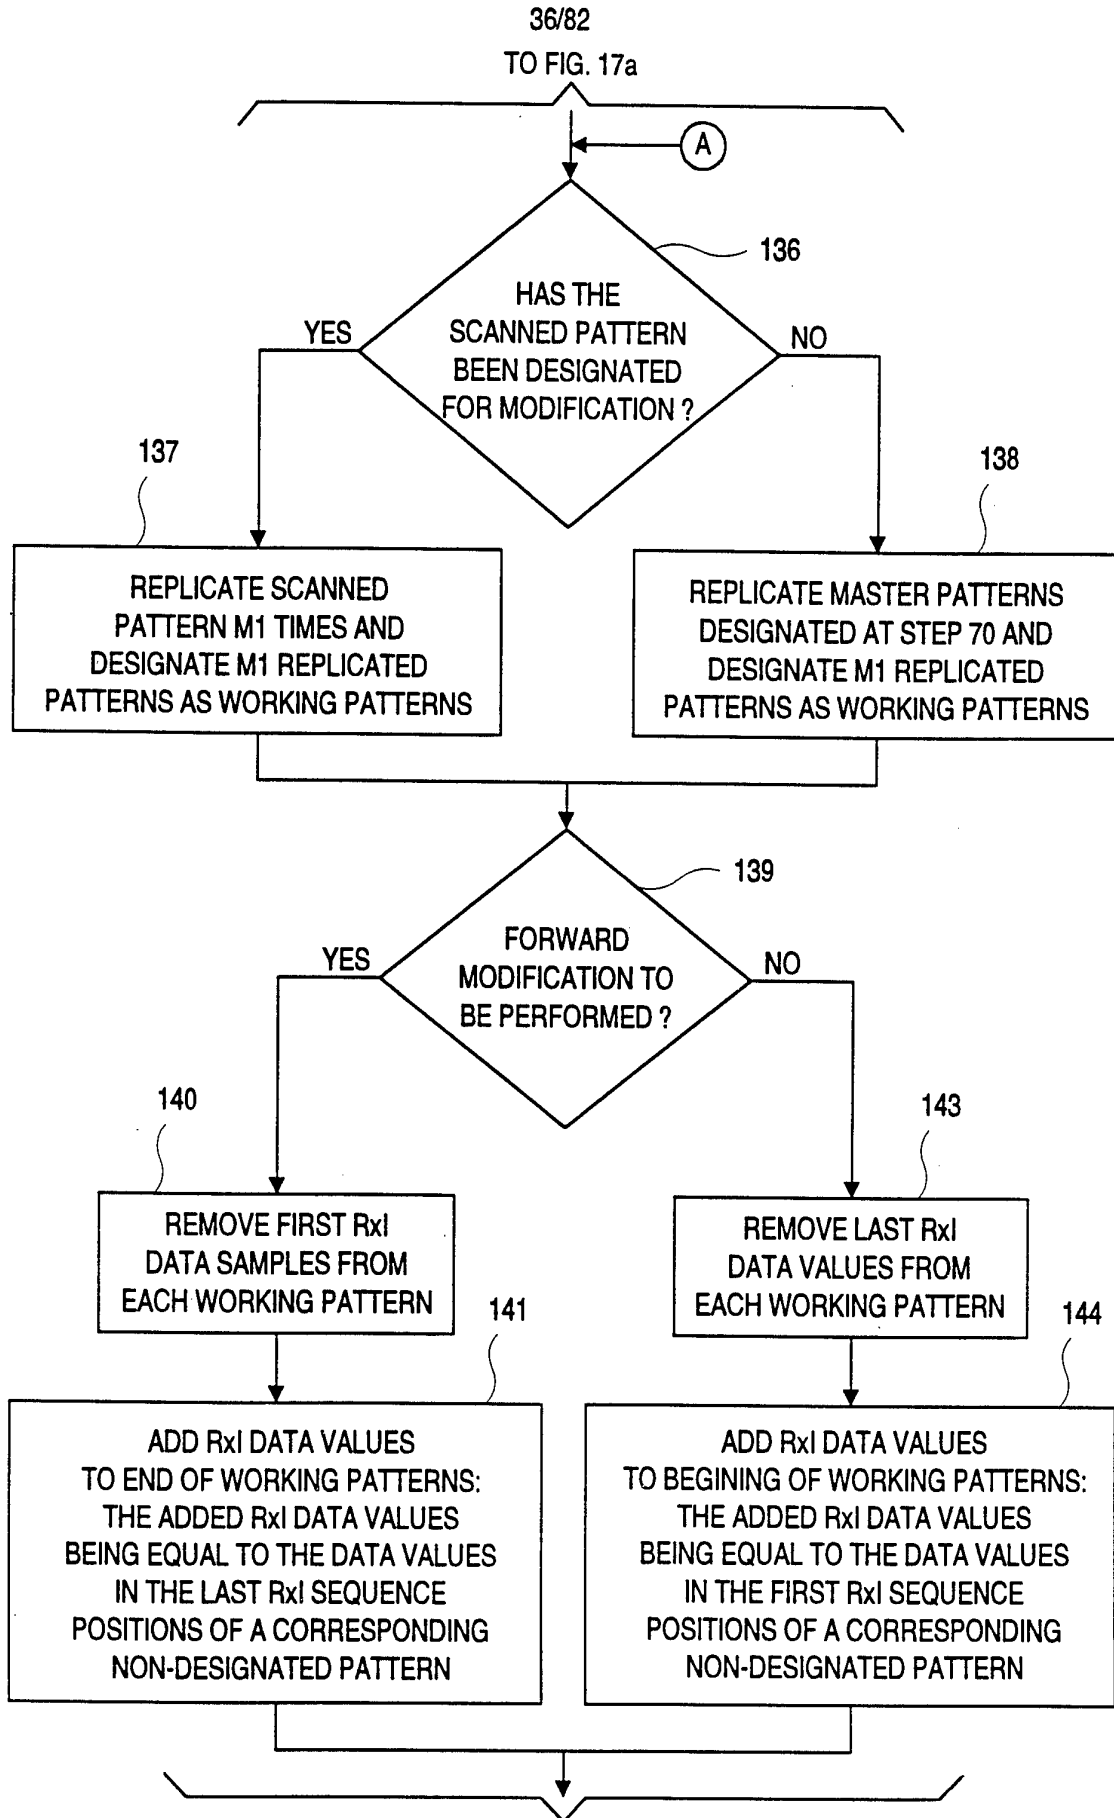 36/82
TO FIG. 17a
A
136
HAS THE
SCANNED PATTERN
BEEN DESIGNATED
FOR MODIFICATION ?
YES
NO
137
138
REPLICATE SCANNED
PATTERN M1 TIMES AND
DESIGNATE M1 REPLICATED
PATTERNS AS WORKING PATTERNS
REPLICATE MASTER PATTERNS
DESIGNATED AT STEP 70 AND
DESIGNATE M1 REPLICATED
PATTERNS AS WORKING PATTERNS
139
FORWARD
MODIFICATION TO
BE PERFORMED ?
YES
NO
140
143
REMOVE FIRST RxI
DATA SAMPLES FROM
EACH WORKING PATTERN
REMOVE LAST RxI
DATA VALUES FROM
EACH WORKING PATTERN
141
144
ADD RxI DATA VALUES
TO END OF WORKING PATTERNS:
THE ADDED RxI DATA VALUES
BEING EQUAL TO THE DATA VALUES
IN THE LAST RxI SEQUENCE
POSITIONS OF A CORRESPONDING
NON-DESIGNATED PATTERN
ADD RxI DATA VALUES
TO BEGINING OF WORKING PATTERNS:
THE ADDED RxI DATA VALUES
BEING EQUAL TO THE DATA VALUES
IN THE FIRST RxI SEQUENCE
POSITIONS OF A CORRESPONDING
NON-DESIGNATED PATTERN